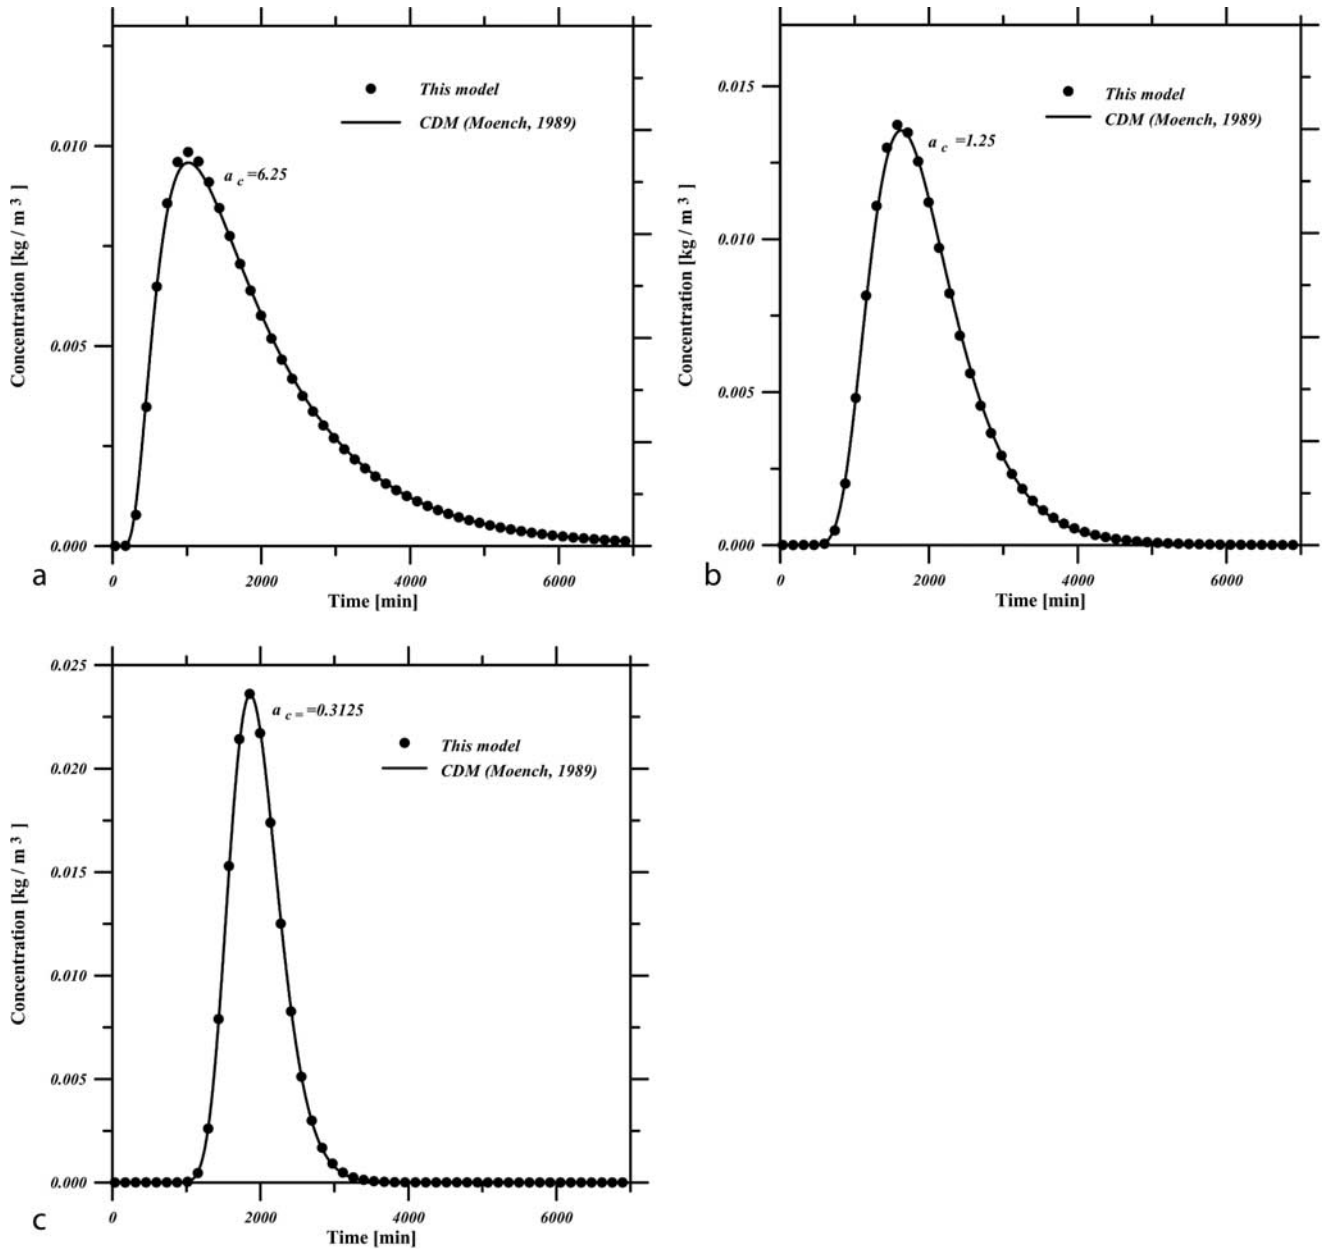 This model
CDM (Moench, 1989)
a c =6.25
0.010
0.005
0.000
Concentration [kg / m 3 ]
0
2000
4000
6000
Time [min]
a
This model
CDM (Moench, 1989)
a c =1.25
0.015
0.010
0.005
0.000
Concentration [kg / m 3 ]
0
2000
4000
6000
Time [min]
b
a c = =0.3125
This model
CDM (Moench, 1989)
0.025
0.020
0.015
0.010
0.005
0.000
Concentration [kg / m 3 ]
0
2000
4000
6000
Time [min]
c